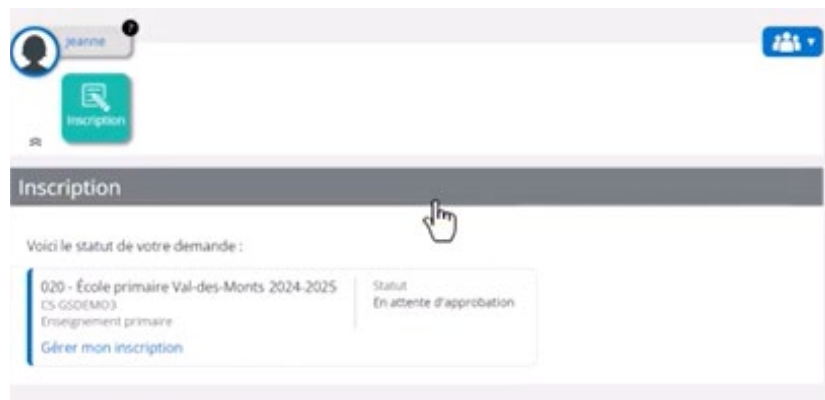 ?
jeanne
Inscription
Inscription
Voici le statut de votre demande :
020 - École primaire Val-des-Monts 2024-2025
CS-GSDEMO3
Enseignement primaire
Gérer mon inscription
Statut
En attente d'approbation